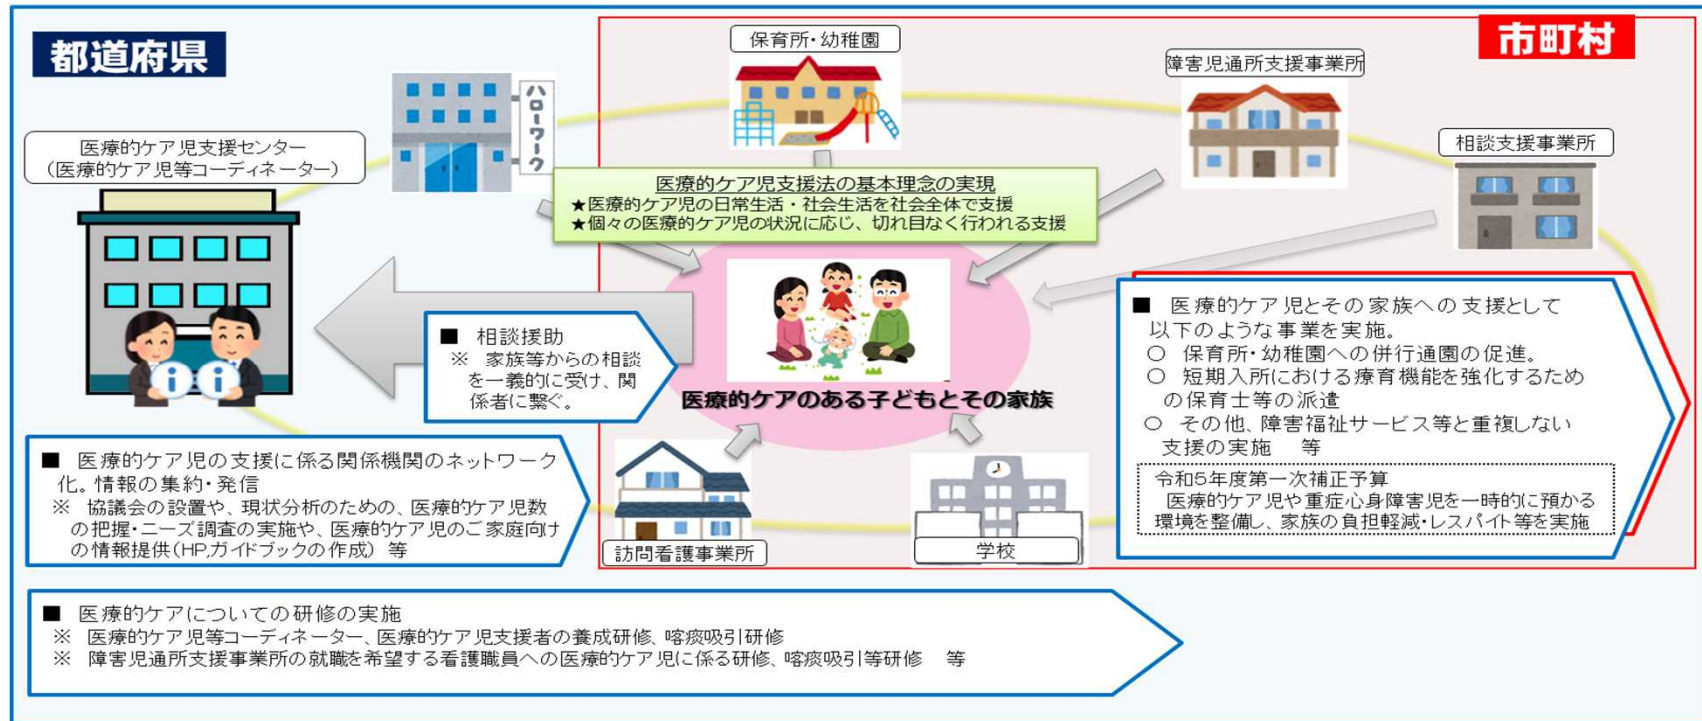 都道府県
市町村
保育所・幼稚園
障害児通所支援事業所
相談支援事業所
ハローワーク
医療的ケア児支援センター
（医療的ケア児等コーディネーター）
医療的ケア児支援法の基本理念の実現
★医療的ケア児の日常生活・社会生活を社会全体で支援
★個々の医療的ケア児の状況に応じ、切れ目なく行われる支援
■ 相談援助
※ 家族等からの相談
を一義的に受け、関
係者に繋ぐ。
医療的ケアのある子どもとその家族
■ 医療的ケア児とその家族への支援として
以下のような事業を実施。
○ 保育所・幼稚園への併行通園の促進。
○ 短期入所における療育機能を強化するため
の保育士等の派遣
○ その他、障害福祉サービス等と重複しない
支援の実施 等
令和5年度第一次補正予算
医療的ケア児や重症心身障害児を一時的に預かる
環境を整備し、家族の負担軽減・レスパイト等を実施
■ 医療的ケア児の支援に係る関係機関のネットワーク
化。情報の集約・発信
※ 協議会の設置や、現状分析のための、医療的ケア児数
の把握・ニーズ調査の実施や、医療的ケア児のご家庭向け
の情報提供（HP,ガイドブックの作成） 等
訪問看護事業所
学校
■ 医療的ケアについての研修の実施
※ 医療的ケア児等コーディネーター、医療的ケア児支援者の養成研修、喀痰吸引研修
※ 障害児通所支援事業所の就職を希望する看護職員への医療的ケア児に係る研修、喀痰吸引等研修 等